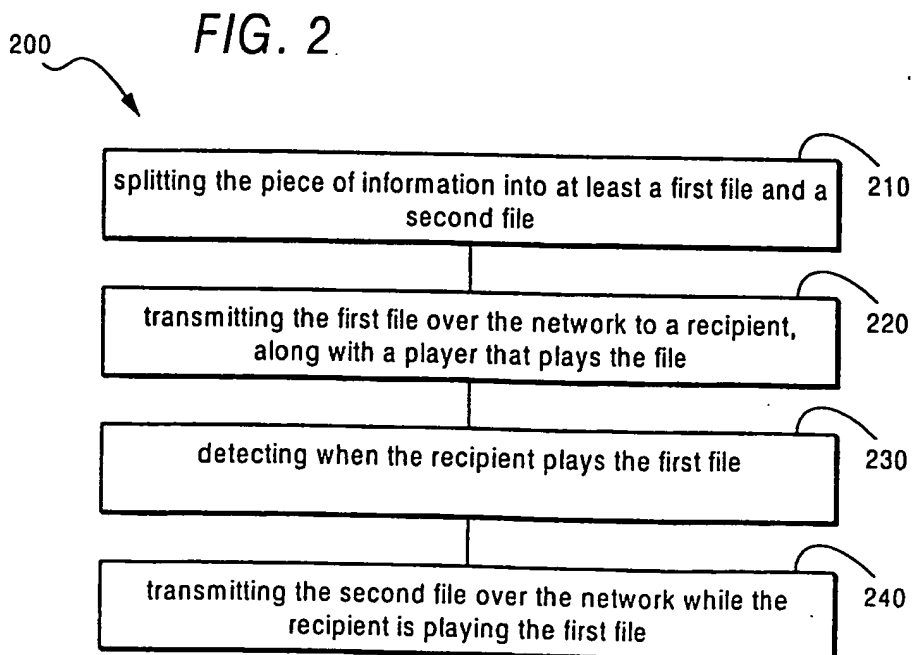 FIG. 2
200
splitting the piece of information into at least a first file and a
second file
210
transmitting the first file over the network to a recipient,
along with a player that plays the file
220
detecting when the recipient plays the first file
230
transmitting the second file over the network while the
recipient is playing the first file
240